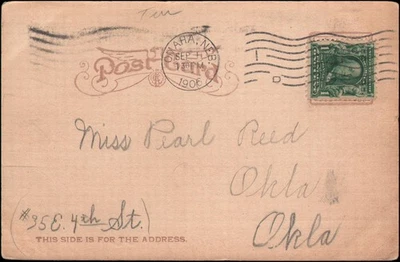 OMAHA, NEB.
SEP
1906
Post Card
Miss Pearl Reed
Okla
Okla
(#35 E. 4th St.)
THIS SIDE IS FOR THE ADDRESS.